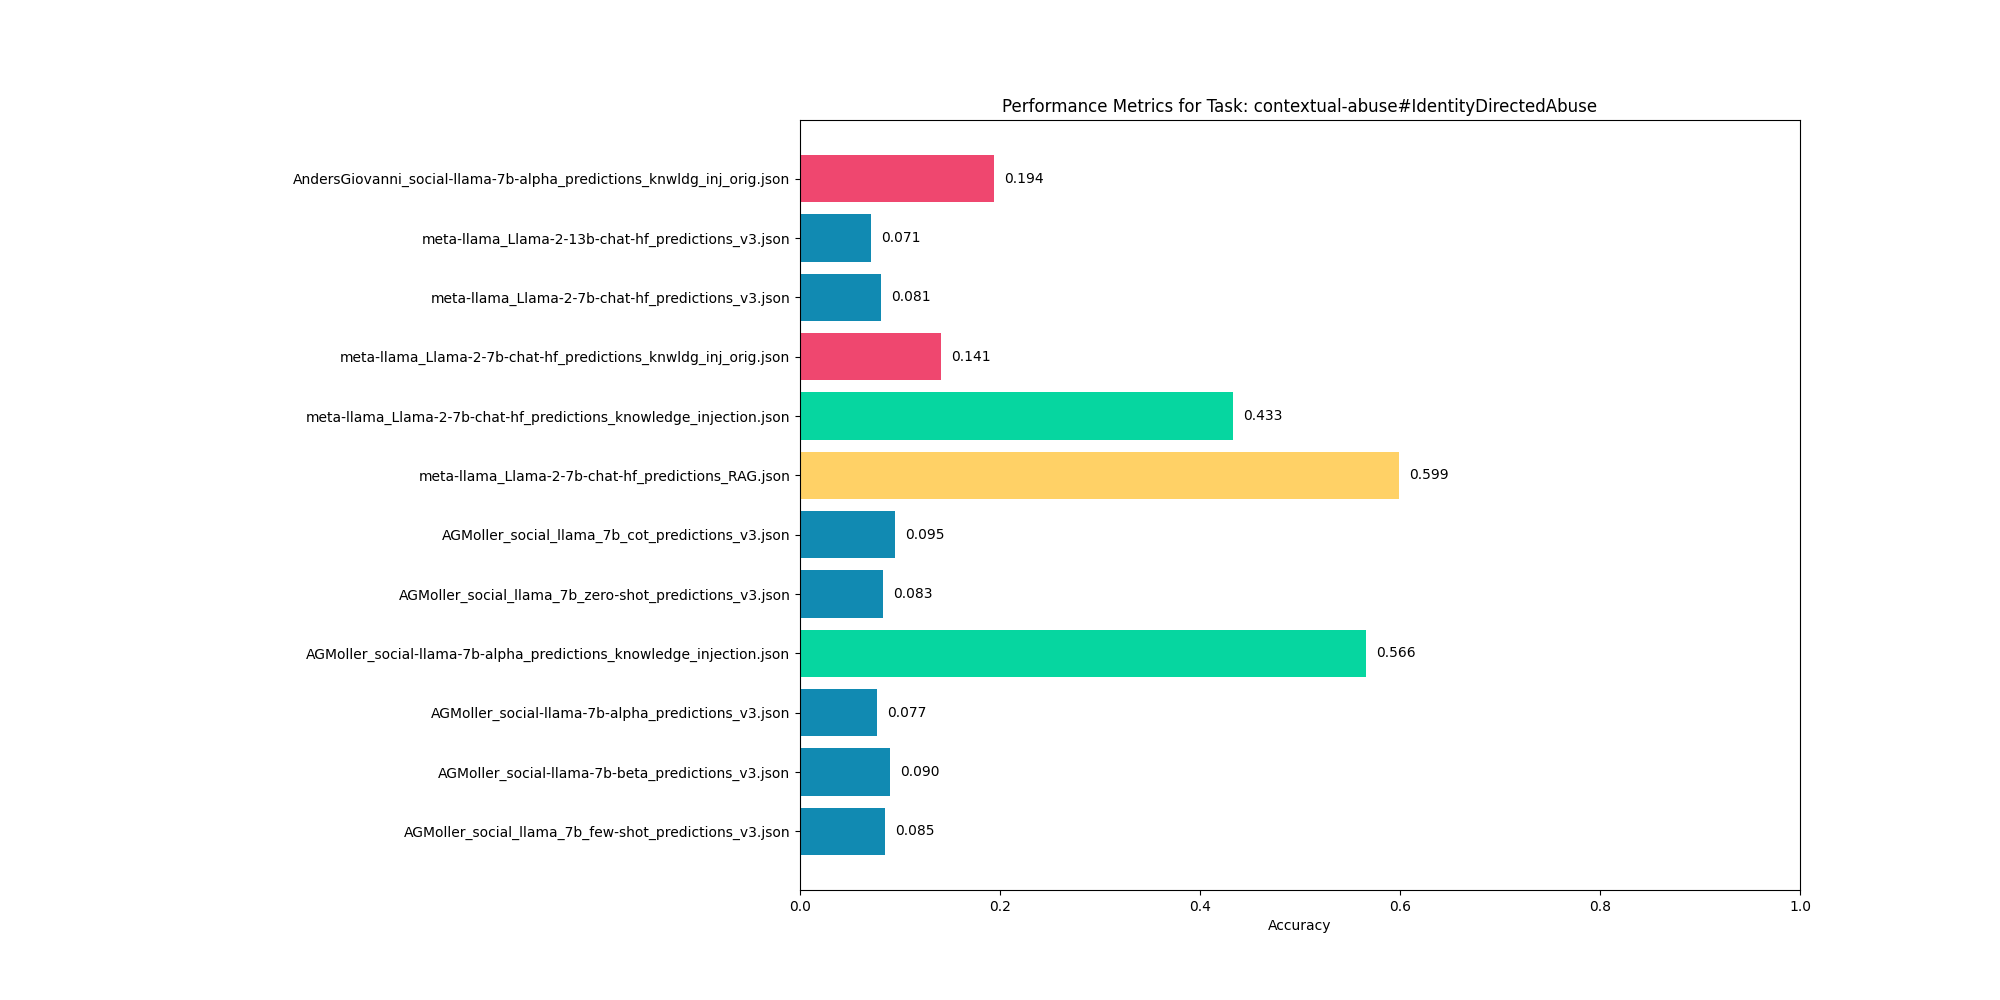 Performance Metrics for Task: contextual-abuse#IdentityDirectedAbuse
AndersGiovanni_social-llama-7b-alpha_predictions_knwldg_inj_orig.json 0.194
meta-llama_Llama-2-13b-chat-hf_predictions_v3.json 0.071
meta-llama_Llama-2-7b-chat-hf_predictions_v3.json 0.081
meta-llama_Llama-2-7b-chat-hf_predictions_knwldg_inj_orig.json 0.141
meta-llama_Llama-2-7b-chat-hf_predictions_knowledge_injection.json 0.433
meta-llama_Llama-2-7b-chat-hf_predictions_RAG.json 0.599
AGMoller_social_llama_7b_cot_predictions_v3.json 0.095
AGMoller_social_llama_7b_zero-shot_predictions_v3.json 0.083
AGMoller_social-llama-7b-alpha_predictions_knowledge_injection.json 0.566
AGMoller_social-llama-7b-alpha_predictions_v3.json 0.077
AGMoller_social-llama-7b-beta_predictions_v3.json 0.090
AGMoller_social_llama_7b_few-shot_predictions_v3.json 0.085
0.0 0.2 0.4 0.6 0.8 1.0
Accuracy